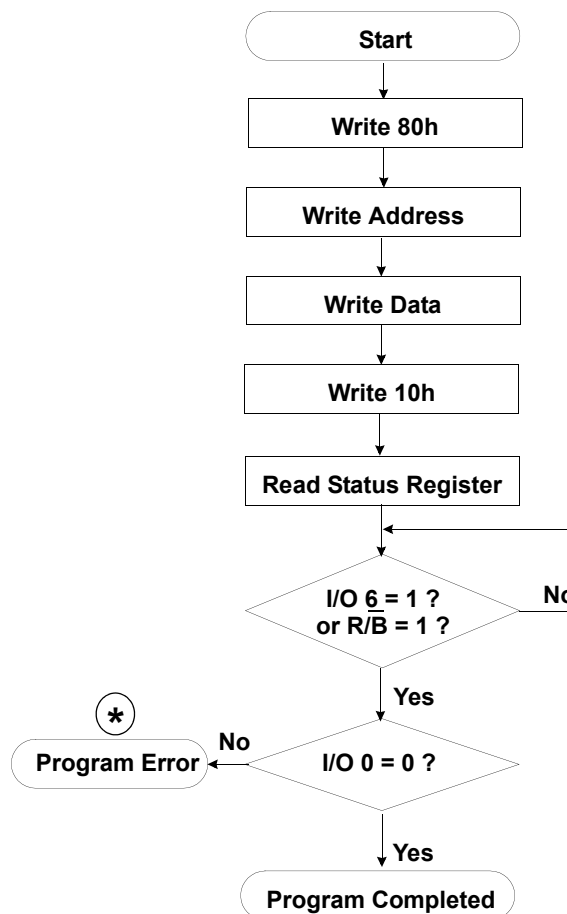 Start
Write 80h
Write Address
Write Data
Write 10h
Read Status Register
I/O 6 = 1 ?
or R/B̅ = 1 ?
No
Yes
*
No
Program Error
I/O 0 = 0 ?
Yes
Program Completed